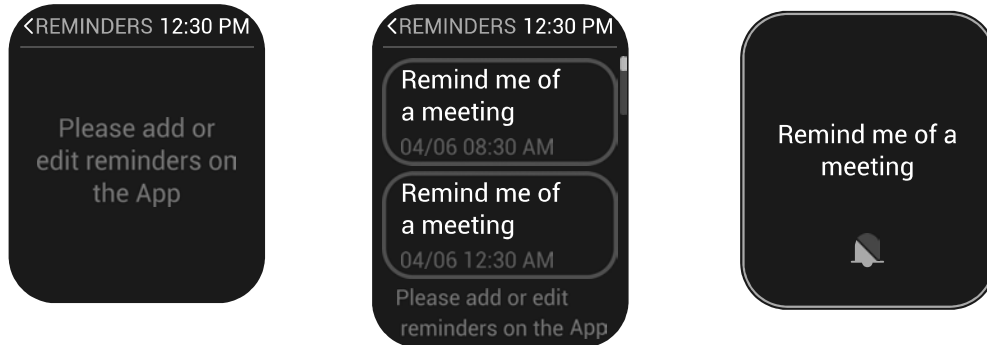 <REMINDERS 12:30 PM
Please add or
edit reminders on
the App
<REMINDERS 12:30 PM
Remind me of
a meeting
04/06 08:30 AM
Remind me of
a meeting
04/06 12:30 AM
Please add or edit
reminders on the App
Remind me of a
meeting